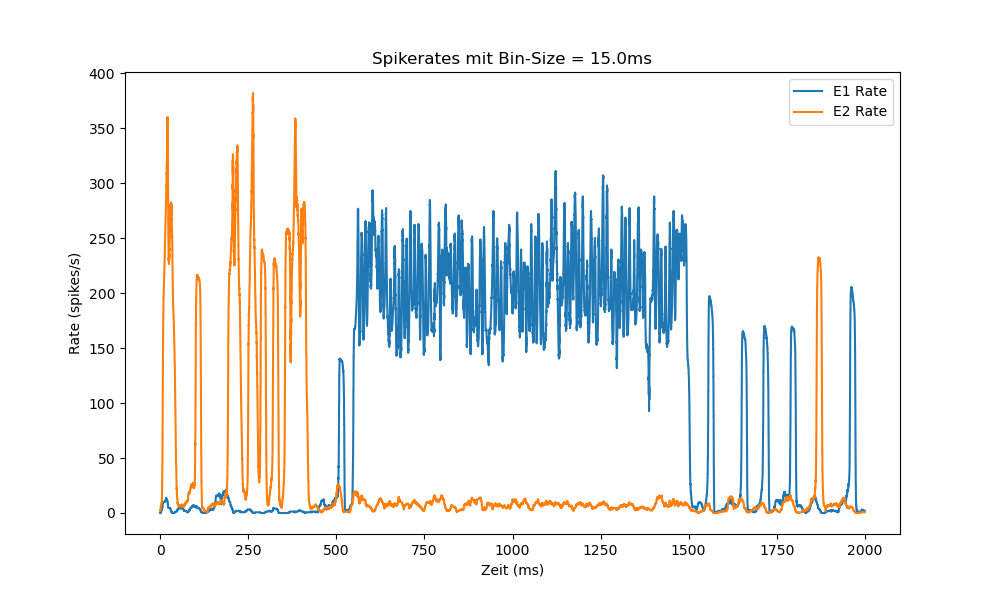 Spikerates mit Bin-Size = 15.0ms
E1 Rate
E2 Rate
Rate (spikes/s)
400
350
300
250
200
150
100
50
0
0 250 500 750 1000 1250 1500 1750 2000
Zeit (ms)